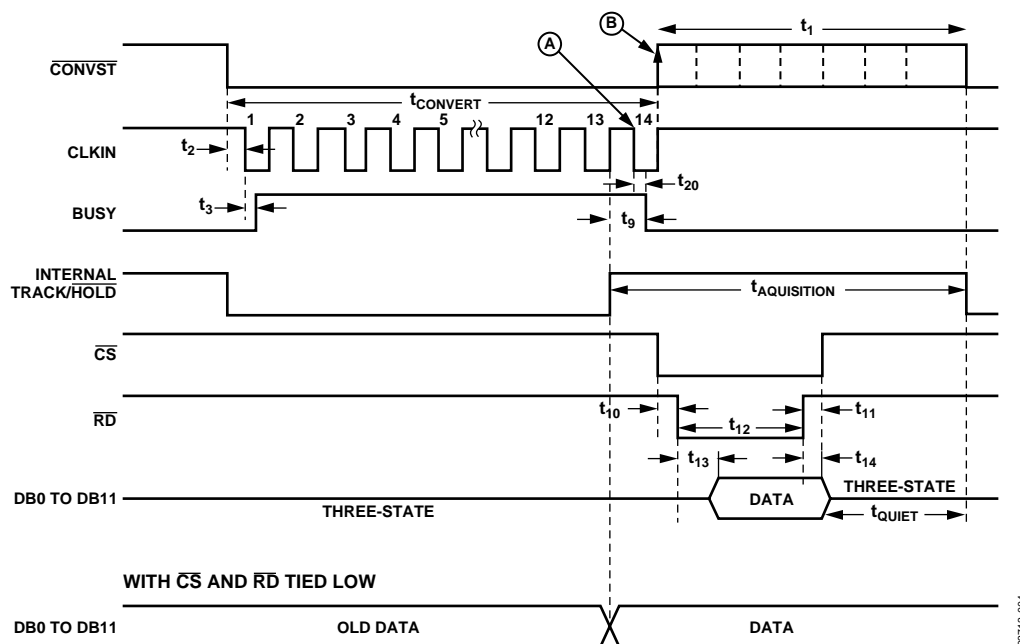 B
t1
A
CONVST
tCONVERT
1 2 3 4 5 12 13 14
CLKIN
t2
t20
BUSY
t3
t9
INTERNAL
TRACK/HOLD
tAQUISITION
CS
RD
t10
t12
t11
t13
t14
DB0 TO DB11
THREE-STATE
DATA
THREE-STATE
tQUIET
WITH CS AND RD TIED LOW
DB0 TO DB11
OLD DATA
DATA